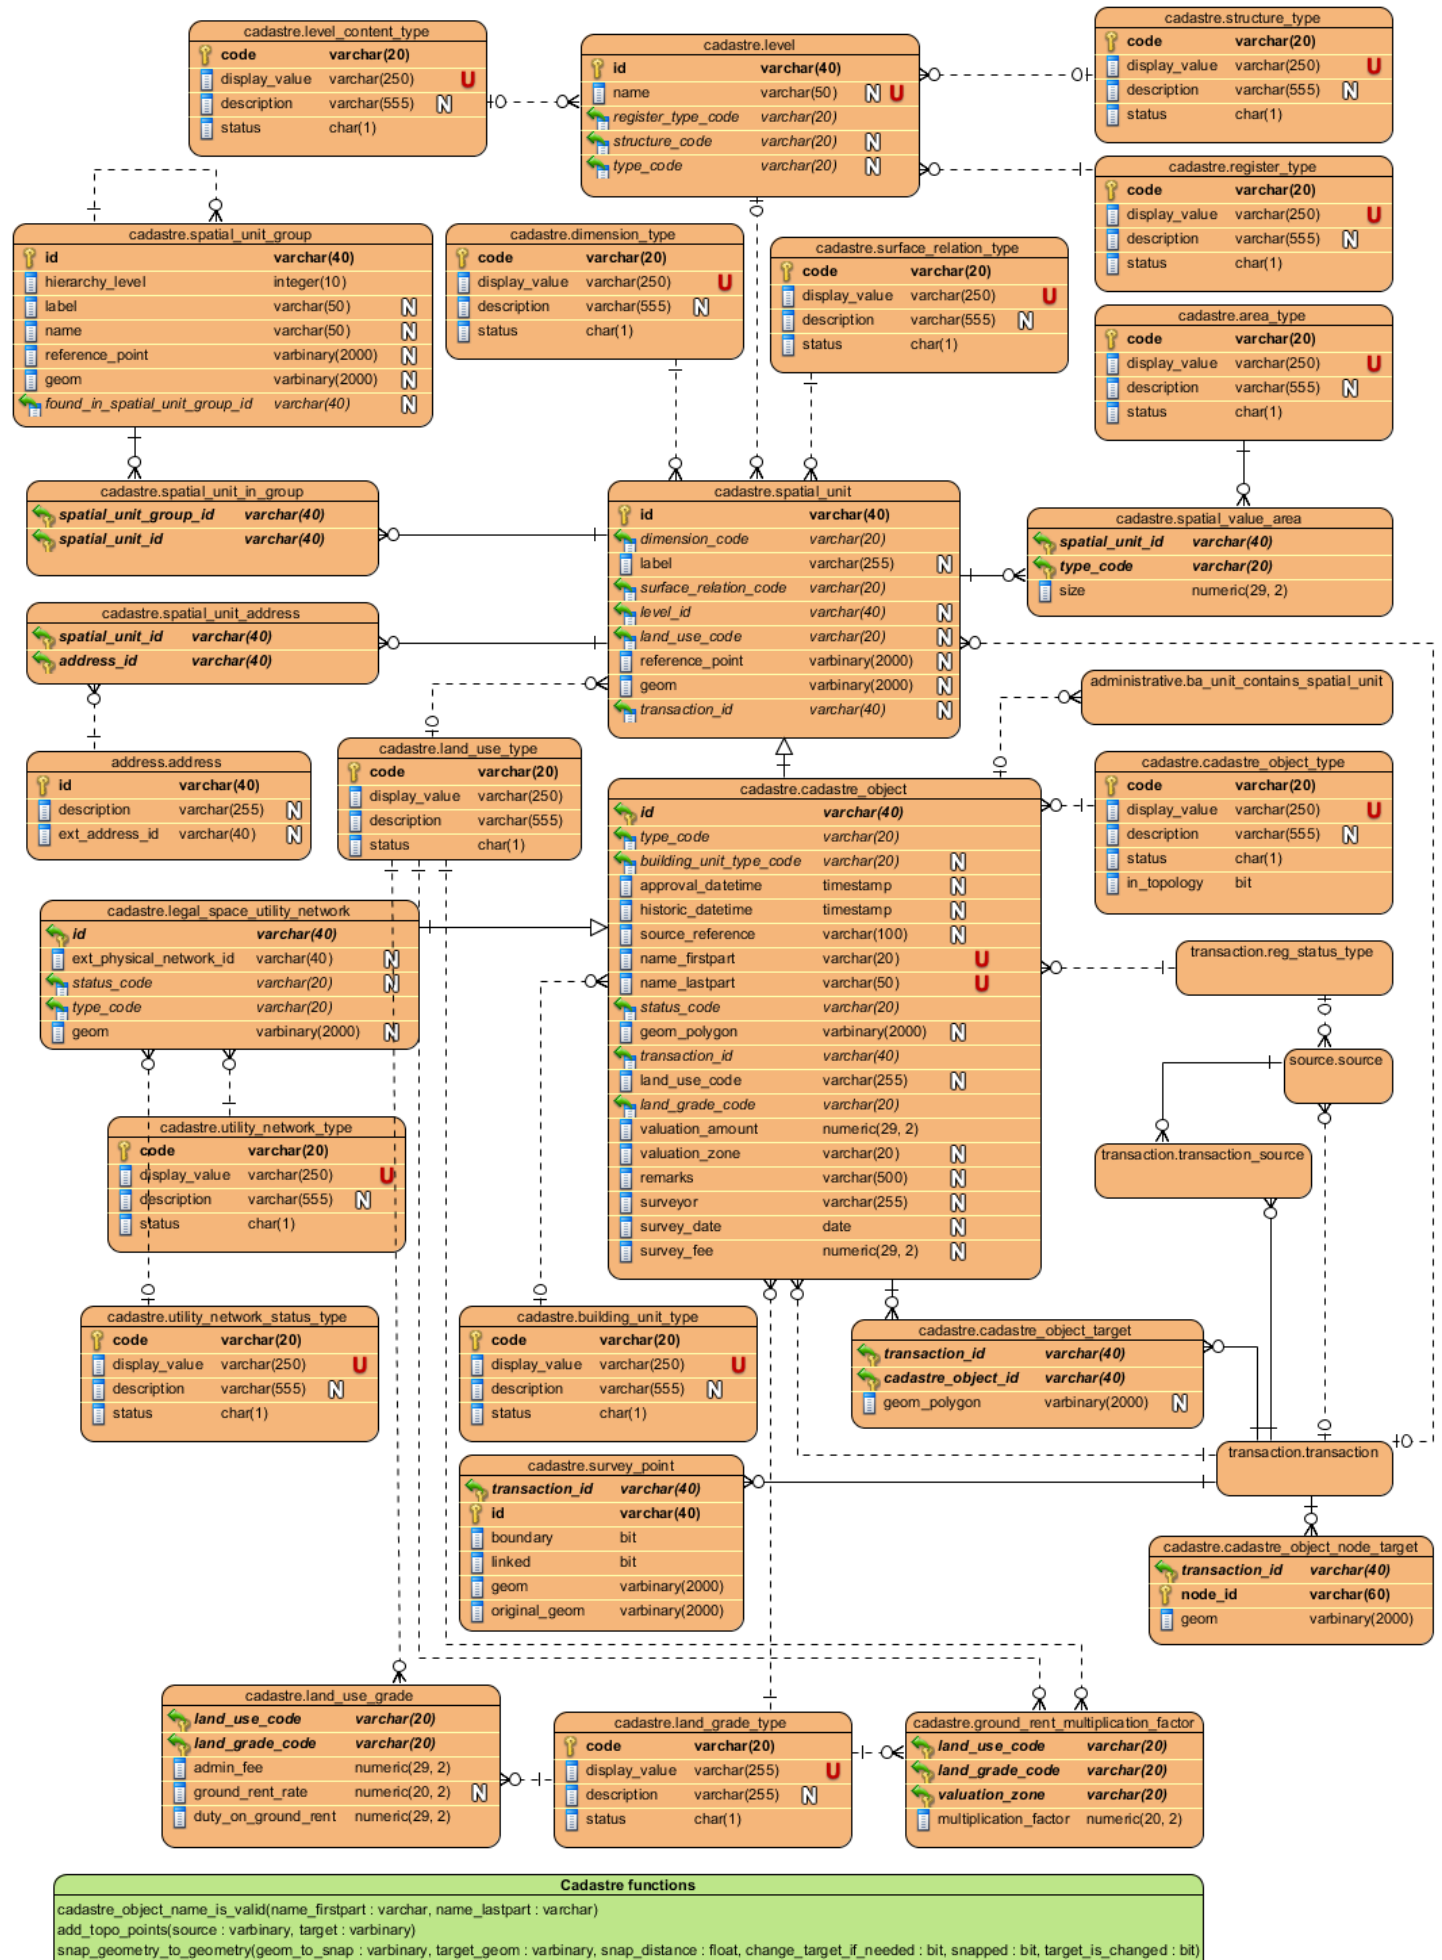 cadastre.level_content_type
code varchar(20)
display_value varchar(250) U
description varchar(555) N
status char(1)
cadastre.level
id varchar(40)
name varchar(50) N U
register_type_code varchar(20)
structure_code varchar(20) N
type_code varchar(20) N
cadastre.structure_type
code varchar(20)
display_value varchar(250) U
description varchar(555) N
status char(1)
cadastre.register_type
code varchar(20)
display_value varchar(250) U
description varchar(555) N
status char(1)
cadastre.spatial_unit_group
id varchar(40)
hierarchy_level integer(10)
label varchar(50) N
name varchar(50) N
reference_point varbinary(2000) N
geom varbinary(2000) N
found_in_spatial_unit_group_id varchar(40) N
cadastre.dimension_type
code varchar(20)
display_value varchar(250) U
description varchar(555) N
status char(1)
cadastre.surface_relation_type
code varchar(20)
display_value varchar(250) U
description varchar(555) N
status char(1)
cadastre.area_type
code varchar(20)
display_value varchar(250) U
description varchar(555) N
status char(1)
cadastre.spatial_unit_in_group
spatial_unit_group_id varchar(40)
spatial_unit_id varchar(40)
cadastre.spatial_unit
id varchar(40)
dimension_code varchar(20)
label varchar(255) N
surface_relation_code varchar(20)
level_id varchar(40) N
land_use_code varchar(20) N
reference_point varbinary(2000) N
geom varbinary(2000) N
transaction_id varchar(40) N
cadastre.spatial_value_area
spatial_unit_id varchar(40)
type_code varchar(20)
size numeric(29, 2)
cadastre.spatial_unit_address
spatial_unit_id varchar(40)
address_id varchar(40)
administrative.ba_unit_contains_spatial_unit
address.address
id varchar(40)
description varchar(255) N
ext_address_id varchar(40) N
cadastre.land_use_type
code varchar(20)
display_value varchar(250)
description varchar(555)
status char(1)
cadastre.cadastre_object
id varchar(40)
type_code varchar(20)
building_unit_type_code varchar(20) N
approval_datetime timestamp N
historic_datetime timestamp N
source_reference varchar(100) N
name_firstpart varchar(20) U
name_lastpart varchar(50) U
status_code varchar(20)
geom_polygon varbinary(2000) N
transaction_id varchar(40)
land_use_code varchar(255) N
land_grade_code varchar(20)
valuation_amount numeric(29, 2)
valuation_zone varchar(20) N
remarks varchar(500) N
surveyor varchar(255) N
survey_date date N
survey_fee numeric(29, 2) N
cadastre.cadastre_object_type
code varchar(20)
display_value varchar(250) U
description varchar(555) N
status char(1)
in_topology bit
cadastre.legal_space_utility_network
id varchar(40)
ext_physical_network_id varchar(40) N
status_code varchar(20) N
type_code varchar(20)
geom varbinary(2000) N
transaction.reg_status_type
source.source
transaction.transaction_source
cadastre.utility_network_type
code varchar(20)
display_value varchar(250) U
description varchar(555) N
status char(1)
cadastre.utility_network_status_type
code varchar(20)
display_value varchar(250) U
description varchar(555) N
status char(1)
cadastre.building_unit_type
code varchar(20)
display_value varchar(250) U
description varchar(555) N
status char(1)
cadastre.cadastre_object_target
transaction_id varchar(40)
cadastre_object_id varchar(40)
geom_polygon varbinary(2000) N
transaction.transaction
cadastre.survey_point
transaction_id varchar(40)
id varchar(40)
boundary bit
linked bit
geom varbinary(2000)
original_geom varbinary(2000)
cadastre.cadastre_object_node_target
transaction_id varchar(40)
node_id varchar(60)
geom varbinary(2000)
cadastre.land_use_grade
land_use_code varchar(20)
land_grade_code varchar(20)
admin_fee numeric(29, 2)
ground_rent_rate numeric(20, 2) N
duty_on_ground_rent numeric(29, 2)
cadastre.land_grade_type
code varchar(20)
display_value varchar(255) U
description varchar(255) N
status char(1)
cadastre.ground_rent_multiplication_factor
land_use_code varchar(20)
land_grade_code varchar(20)
valuation_zone varchar(20)
multiplication_factor numeric(20, 2)
Cadastre functions
cadastre_object_name_is_valid(name_firstpart : varchar, name_lastpart : varchar)
add_topo_points(source : varbinary, target : varbinary)
snap_geometry_to_geometry(geom_to_snap : varbinary, target_geom : varbinary, snap_distance : float, change_target_if_needed : bit, snapped : bit, target_is_changed : bit)